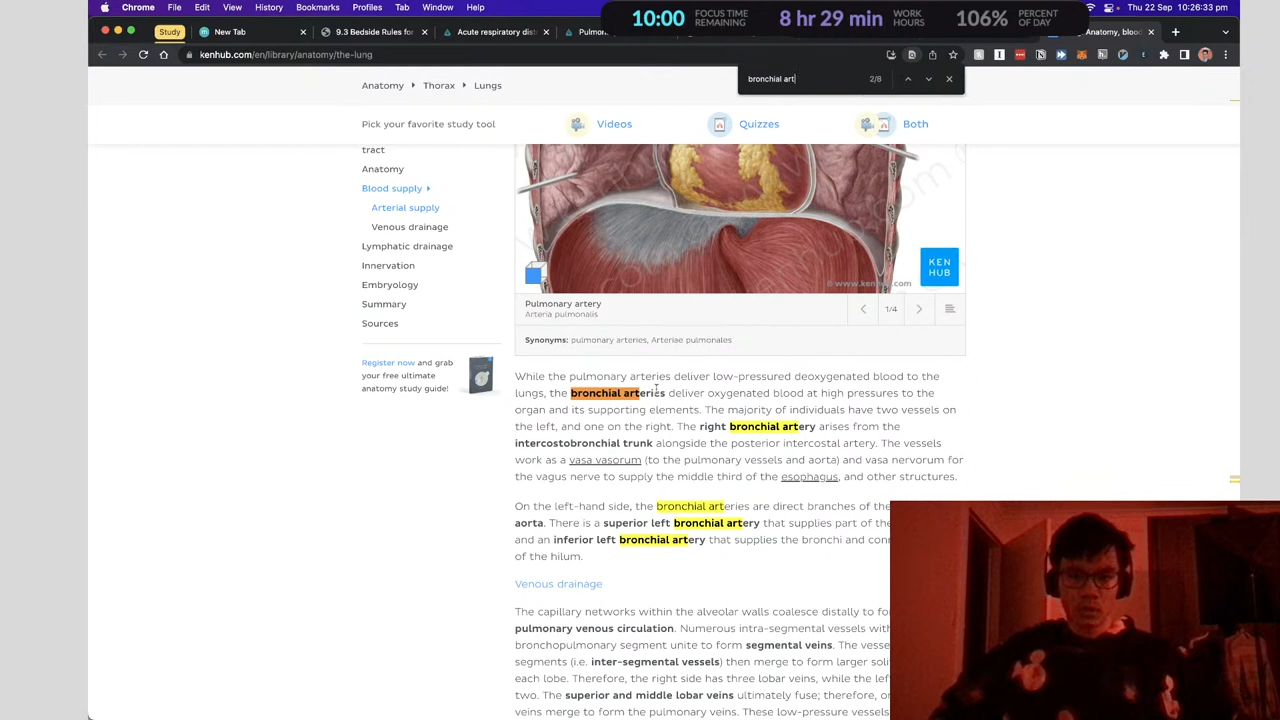 Chrome File Edit View History Bookmarks Profiles Tab Window Help
10:00 FOCUS TIME REMAINING 8 hr 29 min WORK HOURS 106% PERCENT OF DAY
Thu 22 Sep 10:26:33 pm
Study New Tab 9.3 Bedside Rules for Acute respiratory dist Pulmon Anatomy, blood
kenhub.com/en/library/anatomy/the-lung
bronchial art 2/8
Anatomy Thorax Lungs
Pick your favorite study tool Videos Quizzes Both
tract
Anatomy
Blood supply
Arterial supply
Venous drainage
Lymphatic drainage
Innervation
Embryology
Summary
Sources
Register now and grab
your free ultimate
anatomy study guide!
KEN
HUB
© www.kenhub.com
Pulmonary artery
Arteria pulmonalis
1/4
Synonyms: pulmonary arteries, Arteriae pulmonales
While the pulmonary arteries deliver low-pressured deoxygenated blood to the
lungs, the bronchial arteries deliver oxygenated blood at high pressures to the
organ and its supporting elements. The majority of individuals have two vessels on
the left, and one on the right. The right bronchial artery arises from the
intercostobronchial trunk alongside the posterior intercostal artery. The vessels
work as a vasa vasorum (to the pulmonary vessels and aorta) and vasa nervorum for
the vagus nerve to supply the middle third of the esophagus, and other structures.
On the left-hand side, the bronchial arteries are direct branches of the
aorta. There is a superior left bronchial artery that supplies part of the
and an inferior left bronchial artery that supplies the bronchi and conn
of the hilum.
Venous drainage
The capillary networks within the alveolar walls coalesce distally to fo
pulmonary venous circulation. Numerous intra-segmental vessels with
bronchopulmonary segment unite to form segmental veins. The vesse
segments (i.e. inter-segmental vessels) then merge to form larger soli
each lobe. Therefore, the right side has three lobar veins, while the lef
two. The superior and middle lobar veins ultimately fuse; therefore, o
veins merge to form the pulmonary veins. These low-pressure vessels